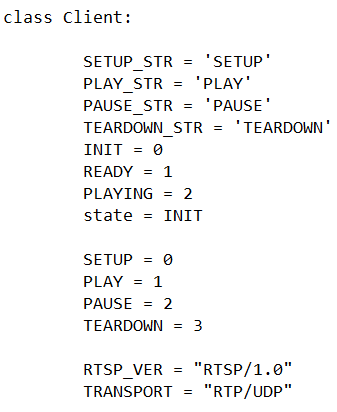 class Client:
SETUP_STR = 'SETUP'
PLAY_STR = 'PLAY'
PAUSE_STR = 'PAUSE'
TEARDOWN_STR = 'TEARDOWN'
INIT = 0
READY = 1
PLAYING = 2
state = INIT
SETUP = 0
PLAY = 1
PAUSE = 2
TEARDOWN = 3
RTSP_VER = "RTSP/1.0"
TRANSPORT = "RTP/UDP"